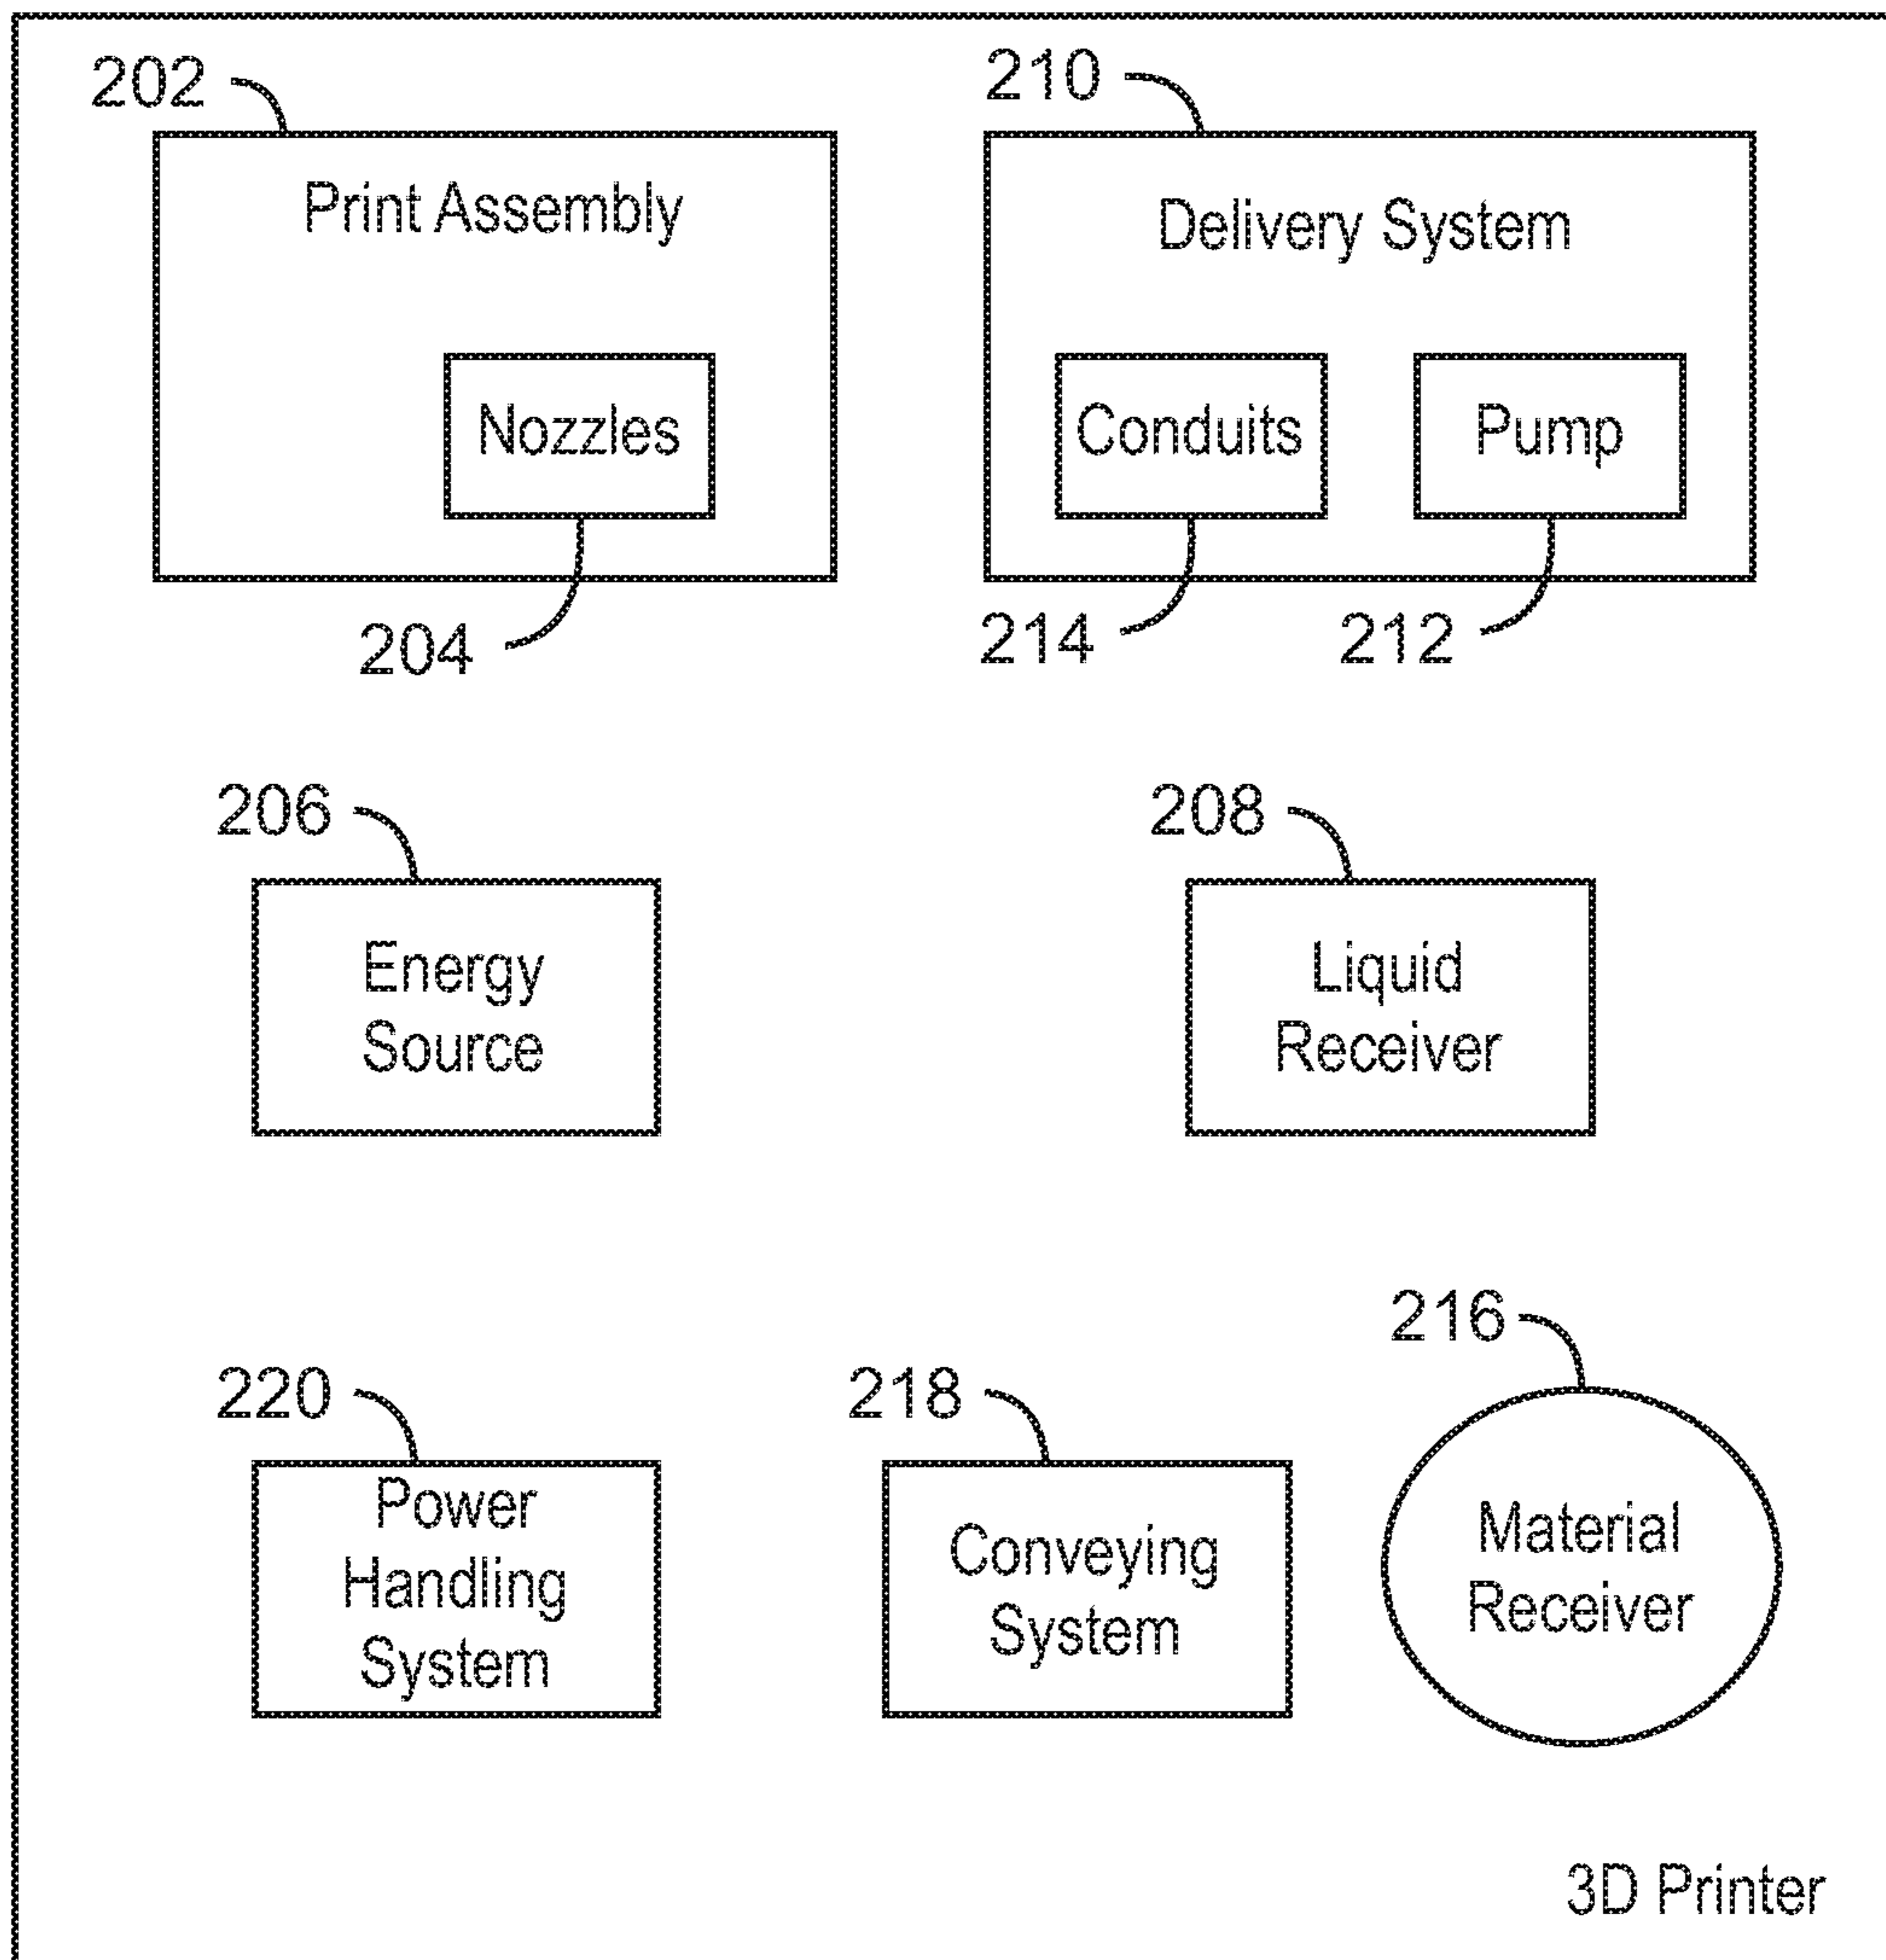 202
210
Print Assembly
Delivery System
Nozzles
Conduits
Pump
204
214
212
206
208
Energy
Source
Liquid
Receiver
216
220
218
Power
Handling
System
Conveying
System
Material
Receiver
3D Printer